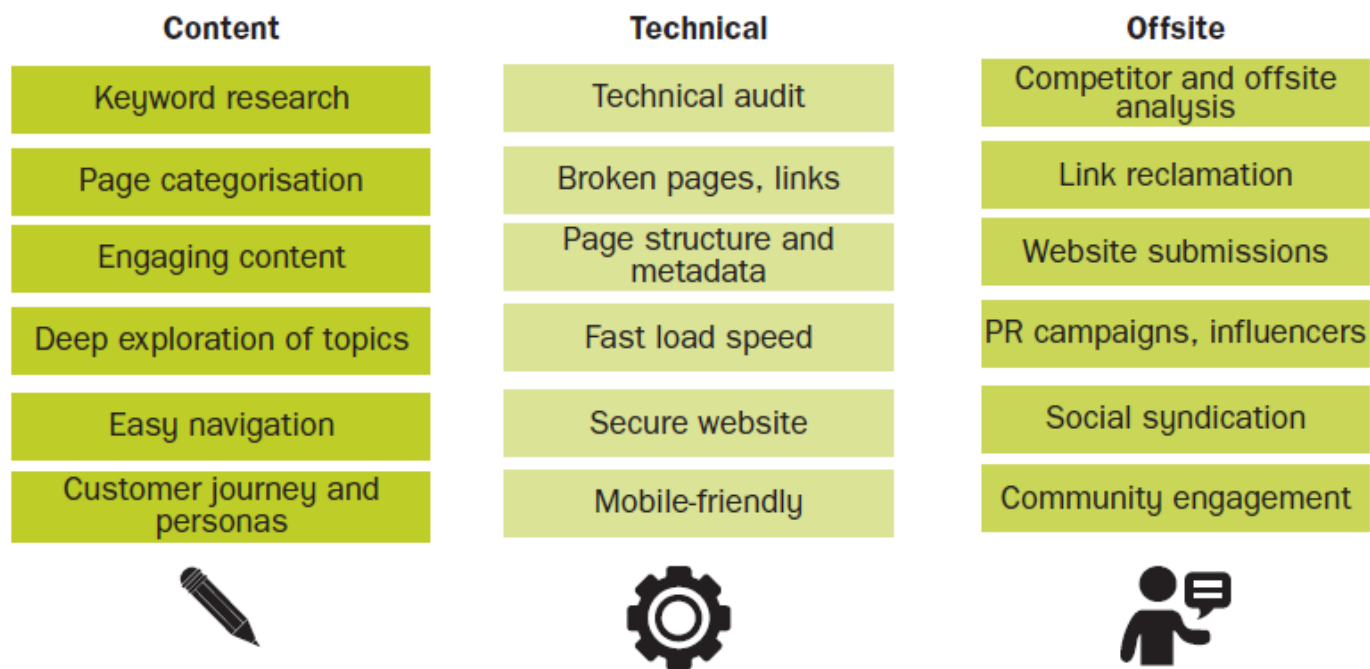 Content
Keyword research
Page categorisation
Engaging content
Deep exploration of topics
Easy navigation
Customer journey and
personas
Technical
Technical audit
Broken pages, links
Page structure and
metadata
Fast load speed
Secure website
Mobile-friendly
Offsite
Competitor and offsite
analysis
Link reclamation
Website submissions
PR campaigns, influencers
Social syndication
Community engagement